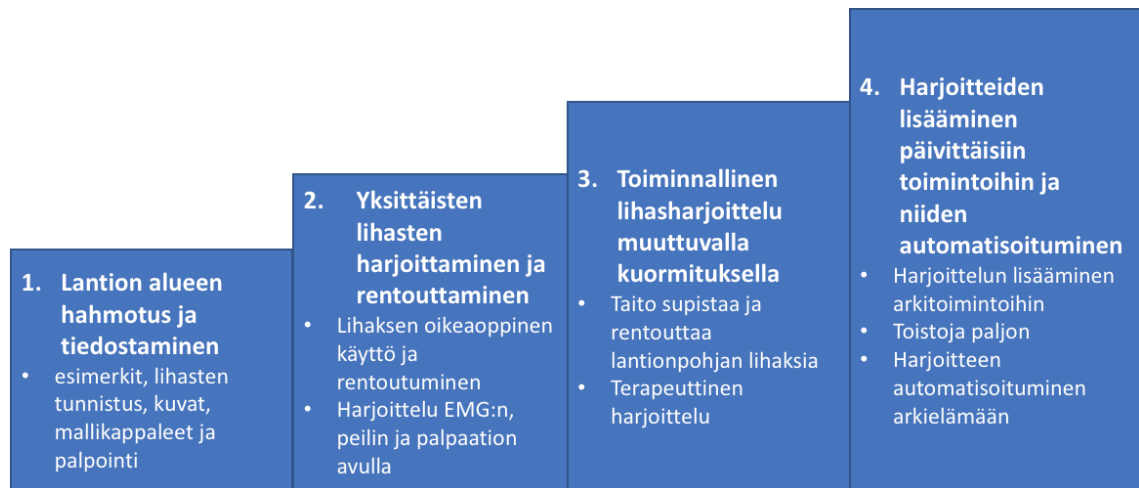 1. Lantion alueen
hahmotus ja
tiedostaminen
• esimerkit, lihasten
tunnistus, kuvat,
mallikappaleet ja
palpointi
2. Yksittäisten
lihasten
harjoittaminen ja
rentouttaminen
• Lihaksen oikeaoppinen
käyttö ja
rentoutuminen
• Harjoittelu EMG:n,
peilin ja palpaation
avulla
3. Toiminnallinen
lihasharjoittelu
muuttuvalla
kuormituksella
• Taito supistaa ja
rentouttaa
lantionpohjan lihaksia
• Terapeuttinen
harjoittelu
4. Harjoitteiden
lisääminen
päivittäisiin
toimintoihin ja
niiden
automatisoituminen
• Harjoittelun lisääminen
arkitoimintoihin
• Toistoja paljon
• Harjoitteen
automatisoituminen
arkielämään